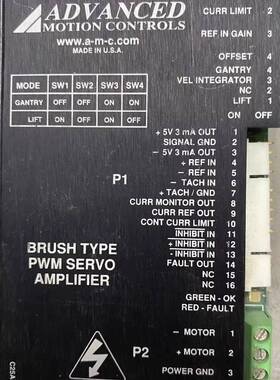 ADVANCED
MOTION CONTROLS
www.a-m-c.com
MADE IN U.S.A.
CURR LIMIT 2
REF IN GAIN 3
OFFSET 4
GANTRY 4
VEL INTEGRATOR 3
NC 2
LIFT 1
ON OFF
MODE SW1 SW2 SW3 SW4
GANTRY OFF OFF OFF ON
LIFT ON ON ON OFF
P1
+ 5V 3 mA OUT 1
SIGNAL GND 2
- 5V 3 mA OUT 3
+ REF IN 4
- REF IN 5
- TACH IN 6
+ TACH / GND 7
CURR MONITOR OUT 8
CURR REF OUT 9
CONT CURR LIMIT 10
INHIBIT IN 11
+ INHIBIT IN 12
- INHIBIT IN 13
FAULT OUT 14
NC 15
NC 16
GREEN - OK
RED - FAULT
BRUSH TYPE
PWM SERVO
AMPLIFIER
P2
- MOTOR 1
+ MOTOR 2
POWER GND 3